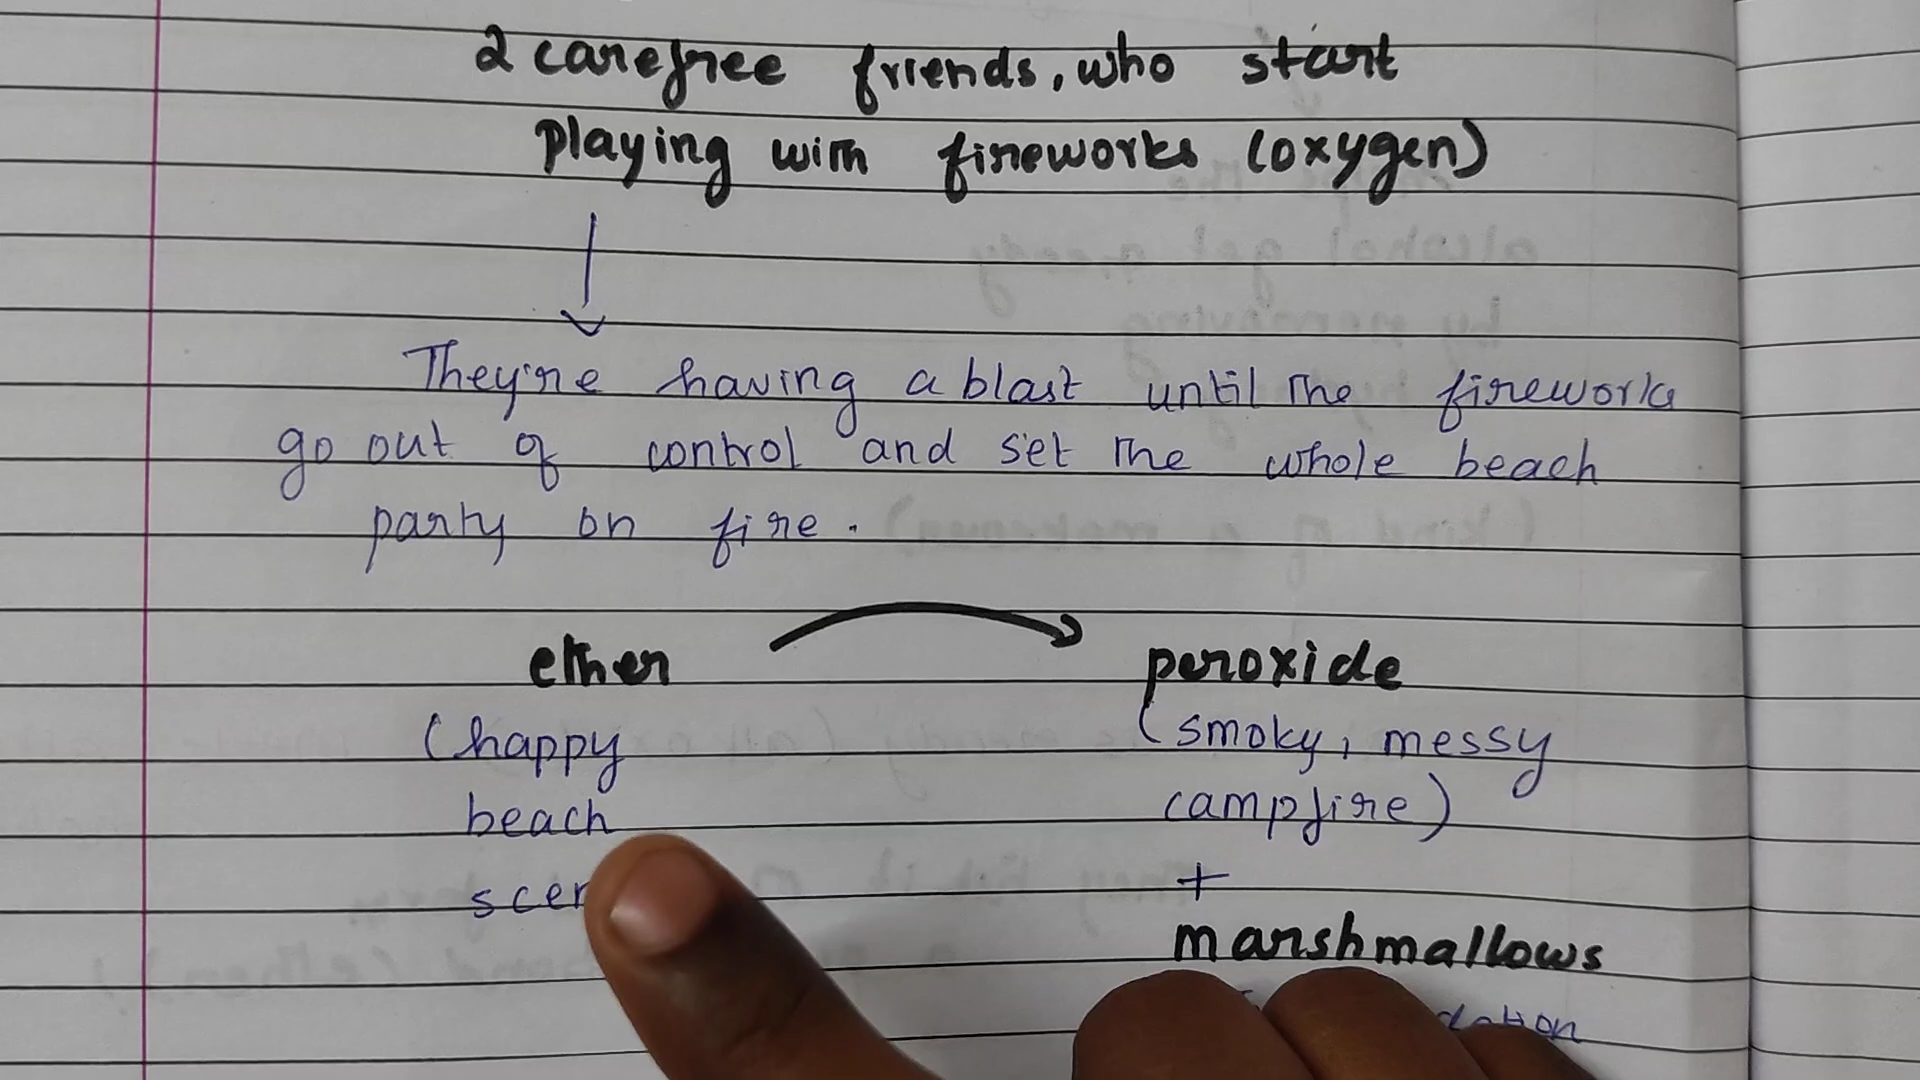 2 carefree friends, who start
Playing with fireworks (oxygen)
They're having a blast until the fireworks
go out of control and set the whole beach
party on fire.
ether peroxide
(happy (smoky, messy
beach campfire)
+
marshmallows